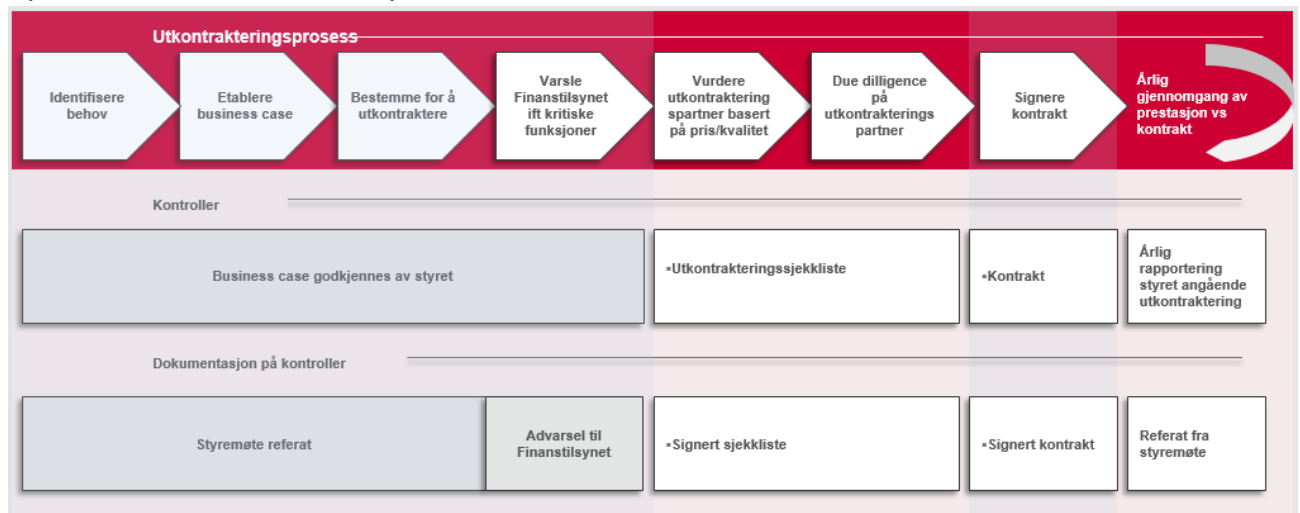 Utkontrakteringsprosess
Identifisere
behov
Etablere
business case
Bestemme for å
utkontraktere
Varsle
Finanstilsynet
ift kritiske
funksjoner
Vurdere
utkontraktering
spartner basert
på pris/kvalitet
Due dilligence
på
utkontrakterings
partner
Signere
kontrakt
Årlig
gjennomgang av
prestasjon vs
kontrakt
Kontroller
Business case godkjennes av styret
▪Utkontrakteringssjekkliste
▪Kontrakt
Årlig
rapportering
styret angående
utkontraktering
Dokumentasjon på kontroller
Styremøte referat
Advarsel til
Finanstilsynet
▪Signert sjekkliste
▪Signert kontrakt
Referat fra
styremøte